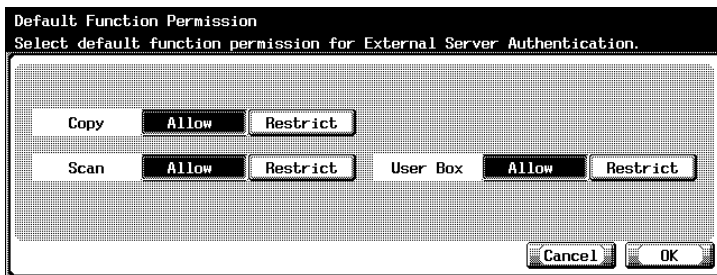 Default Function Permission
Select default function permission for External Server Authentication.
Copy Allow Restrict
Scan Allow Restrict User Box Allow Restrict
Cancel OK